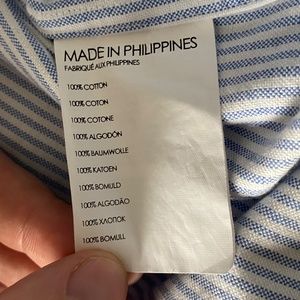 MADE IN PHILIPPINES
FABRIQUÉ AUX PHILIPPINES
100% COTTON
100% COTON
100% COTONE
100% ALGODÓN
100% BAUMWOLLE
100% KATOEN
100% BOMULD
100% ALGODÃO
100% ΧΛΟΠΟΚ
100% BOMULL